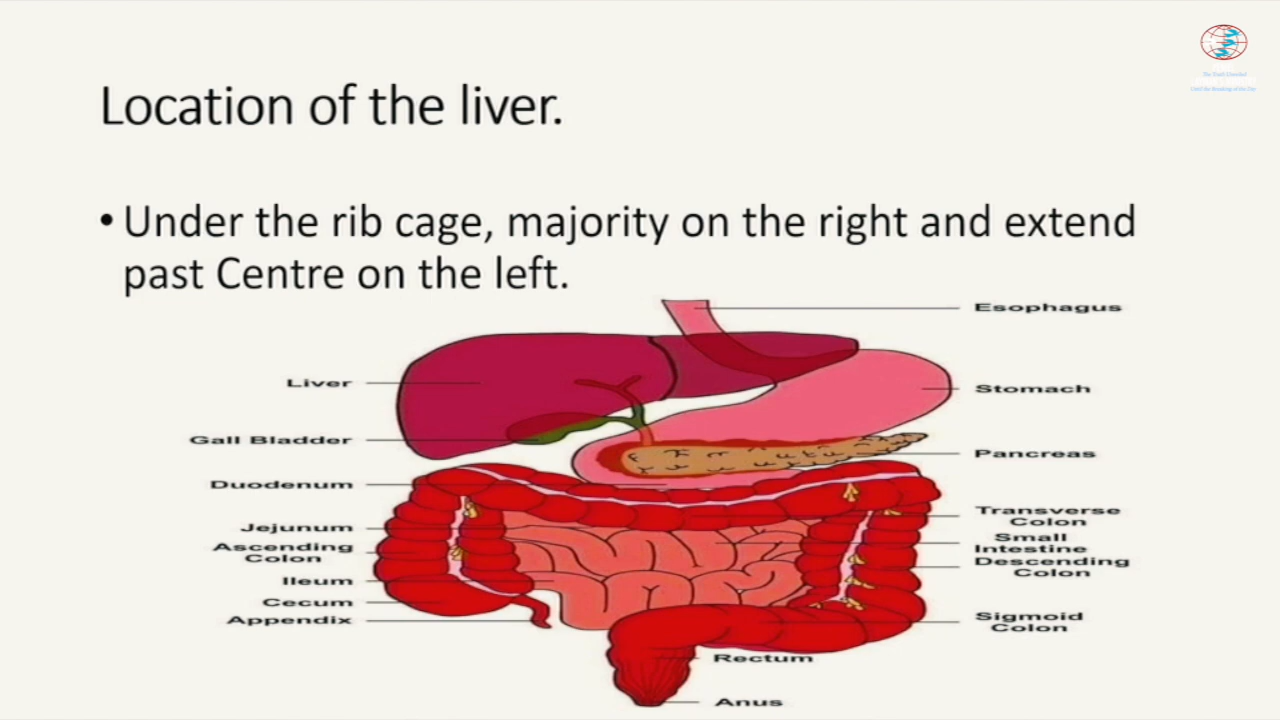 Location of the liver.
• Under the rib cage, majority on the right and extend
past Centre on the left.
Esophagus
Liver
Stomach
Gall Bladder
Pancreas
Duodenum
Transverse
Colon
Jejunum
Small
Intestine
Ascending
Colon
Descending
Colon
Ileum
Cecum
Appendix
Sigmoid
Colon
Rectum
Anus